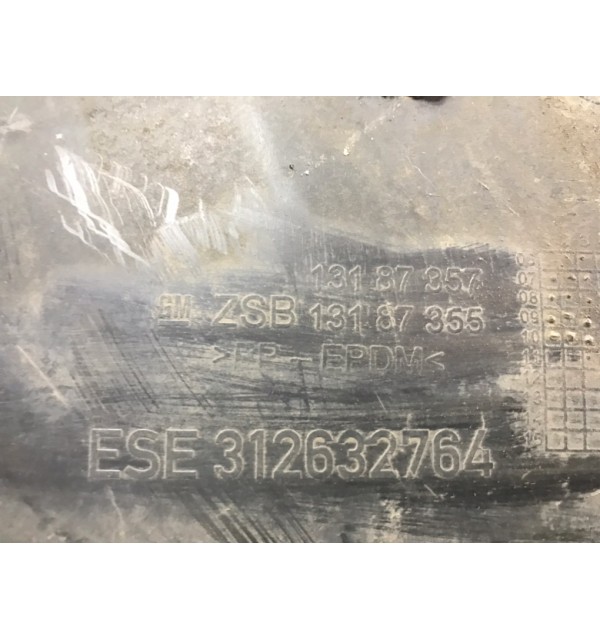 131 87 357
GM ZSB 131 87 355
>PP-EPDM<
ESE 312632764